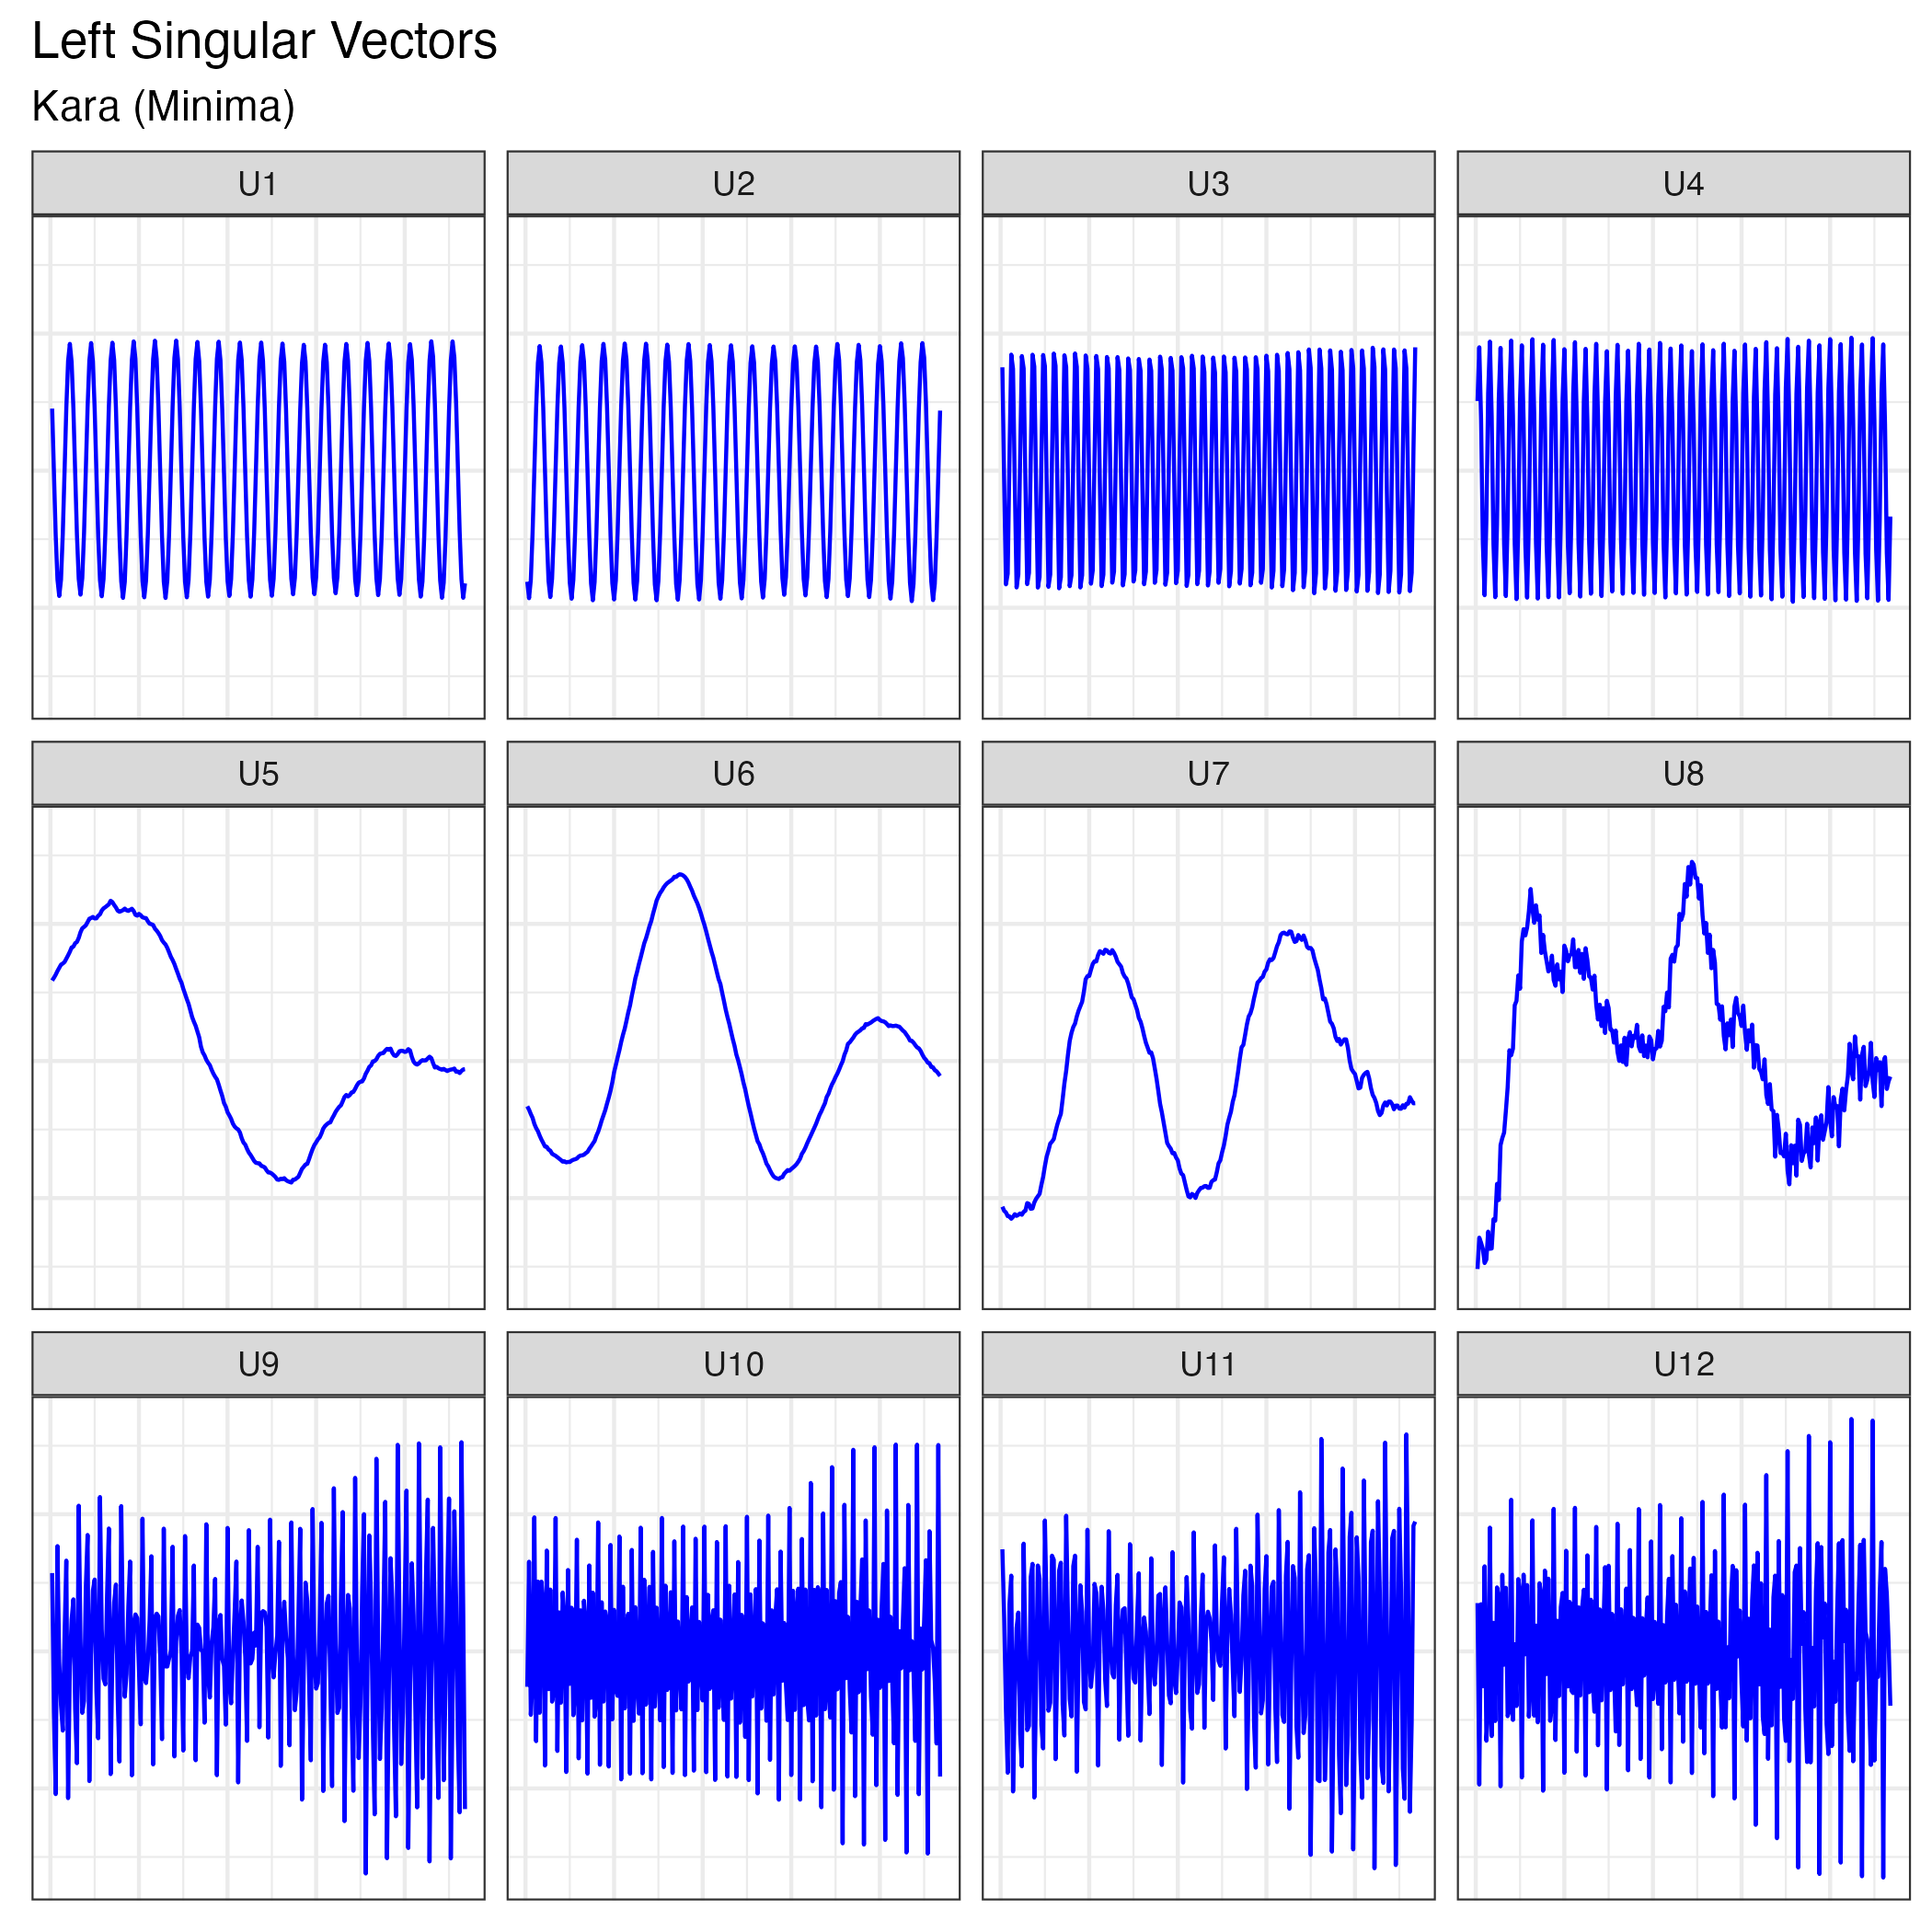 Left Singular Vectors
Kara (Minima)
U1 U2 U3 U4
U5 U6 U7 U8
U9 U10 U11 U12